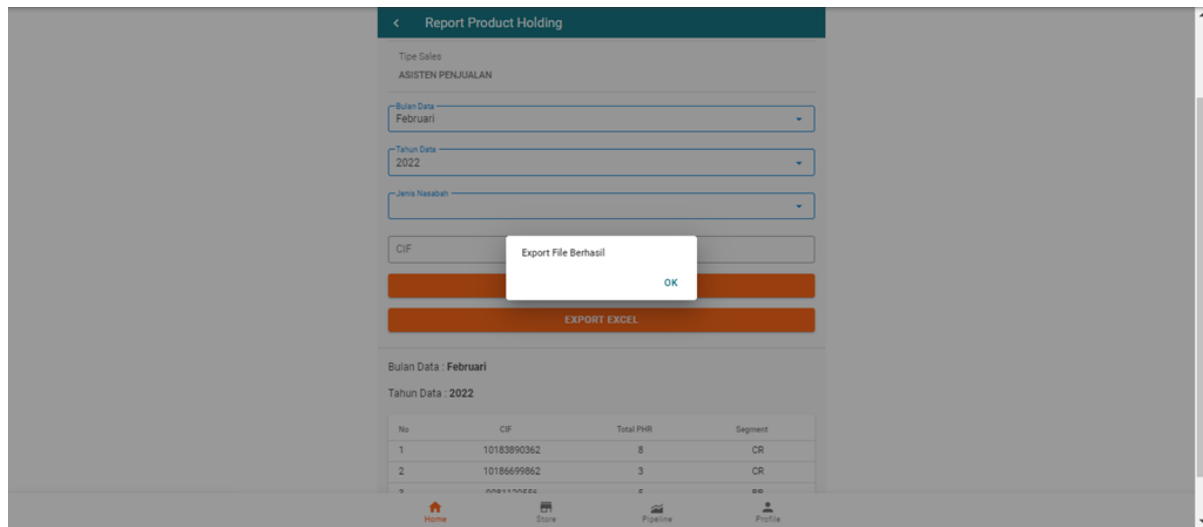 Report Product Holding
Tipe Sales
ASISTEN PENJUALAN
Bulan Data
Februari
Tahun Data
2022
Jenis Nasabah
CIF
Export File Berhasil
OK
EXPORT EXCEL
Bulan Data : Februari
Tahun Data : 2022
No CIF Total PHR Segment
1 10183890362 8 CR
2 10186699862 3 CR
Home Store Pipeline Profile